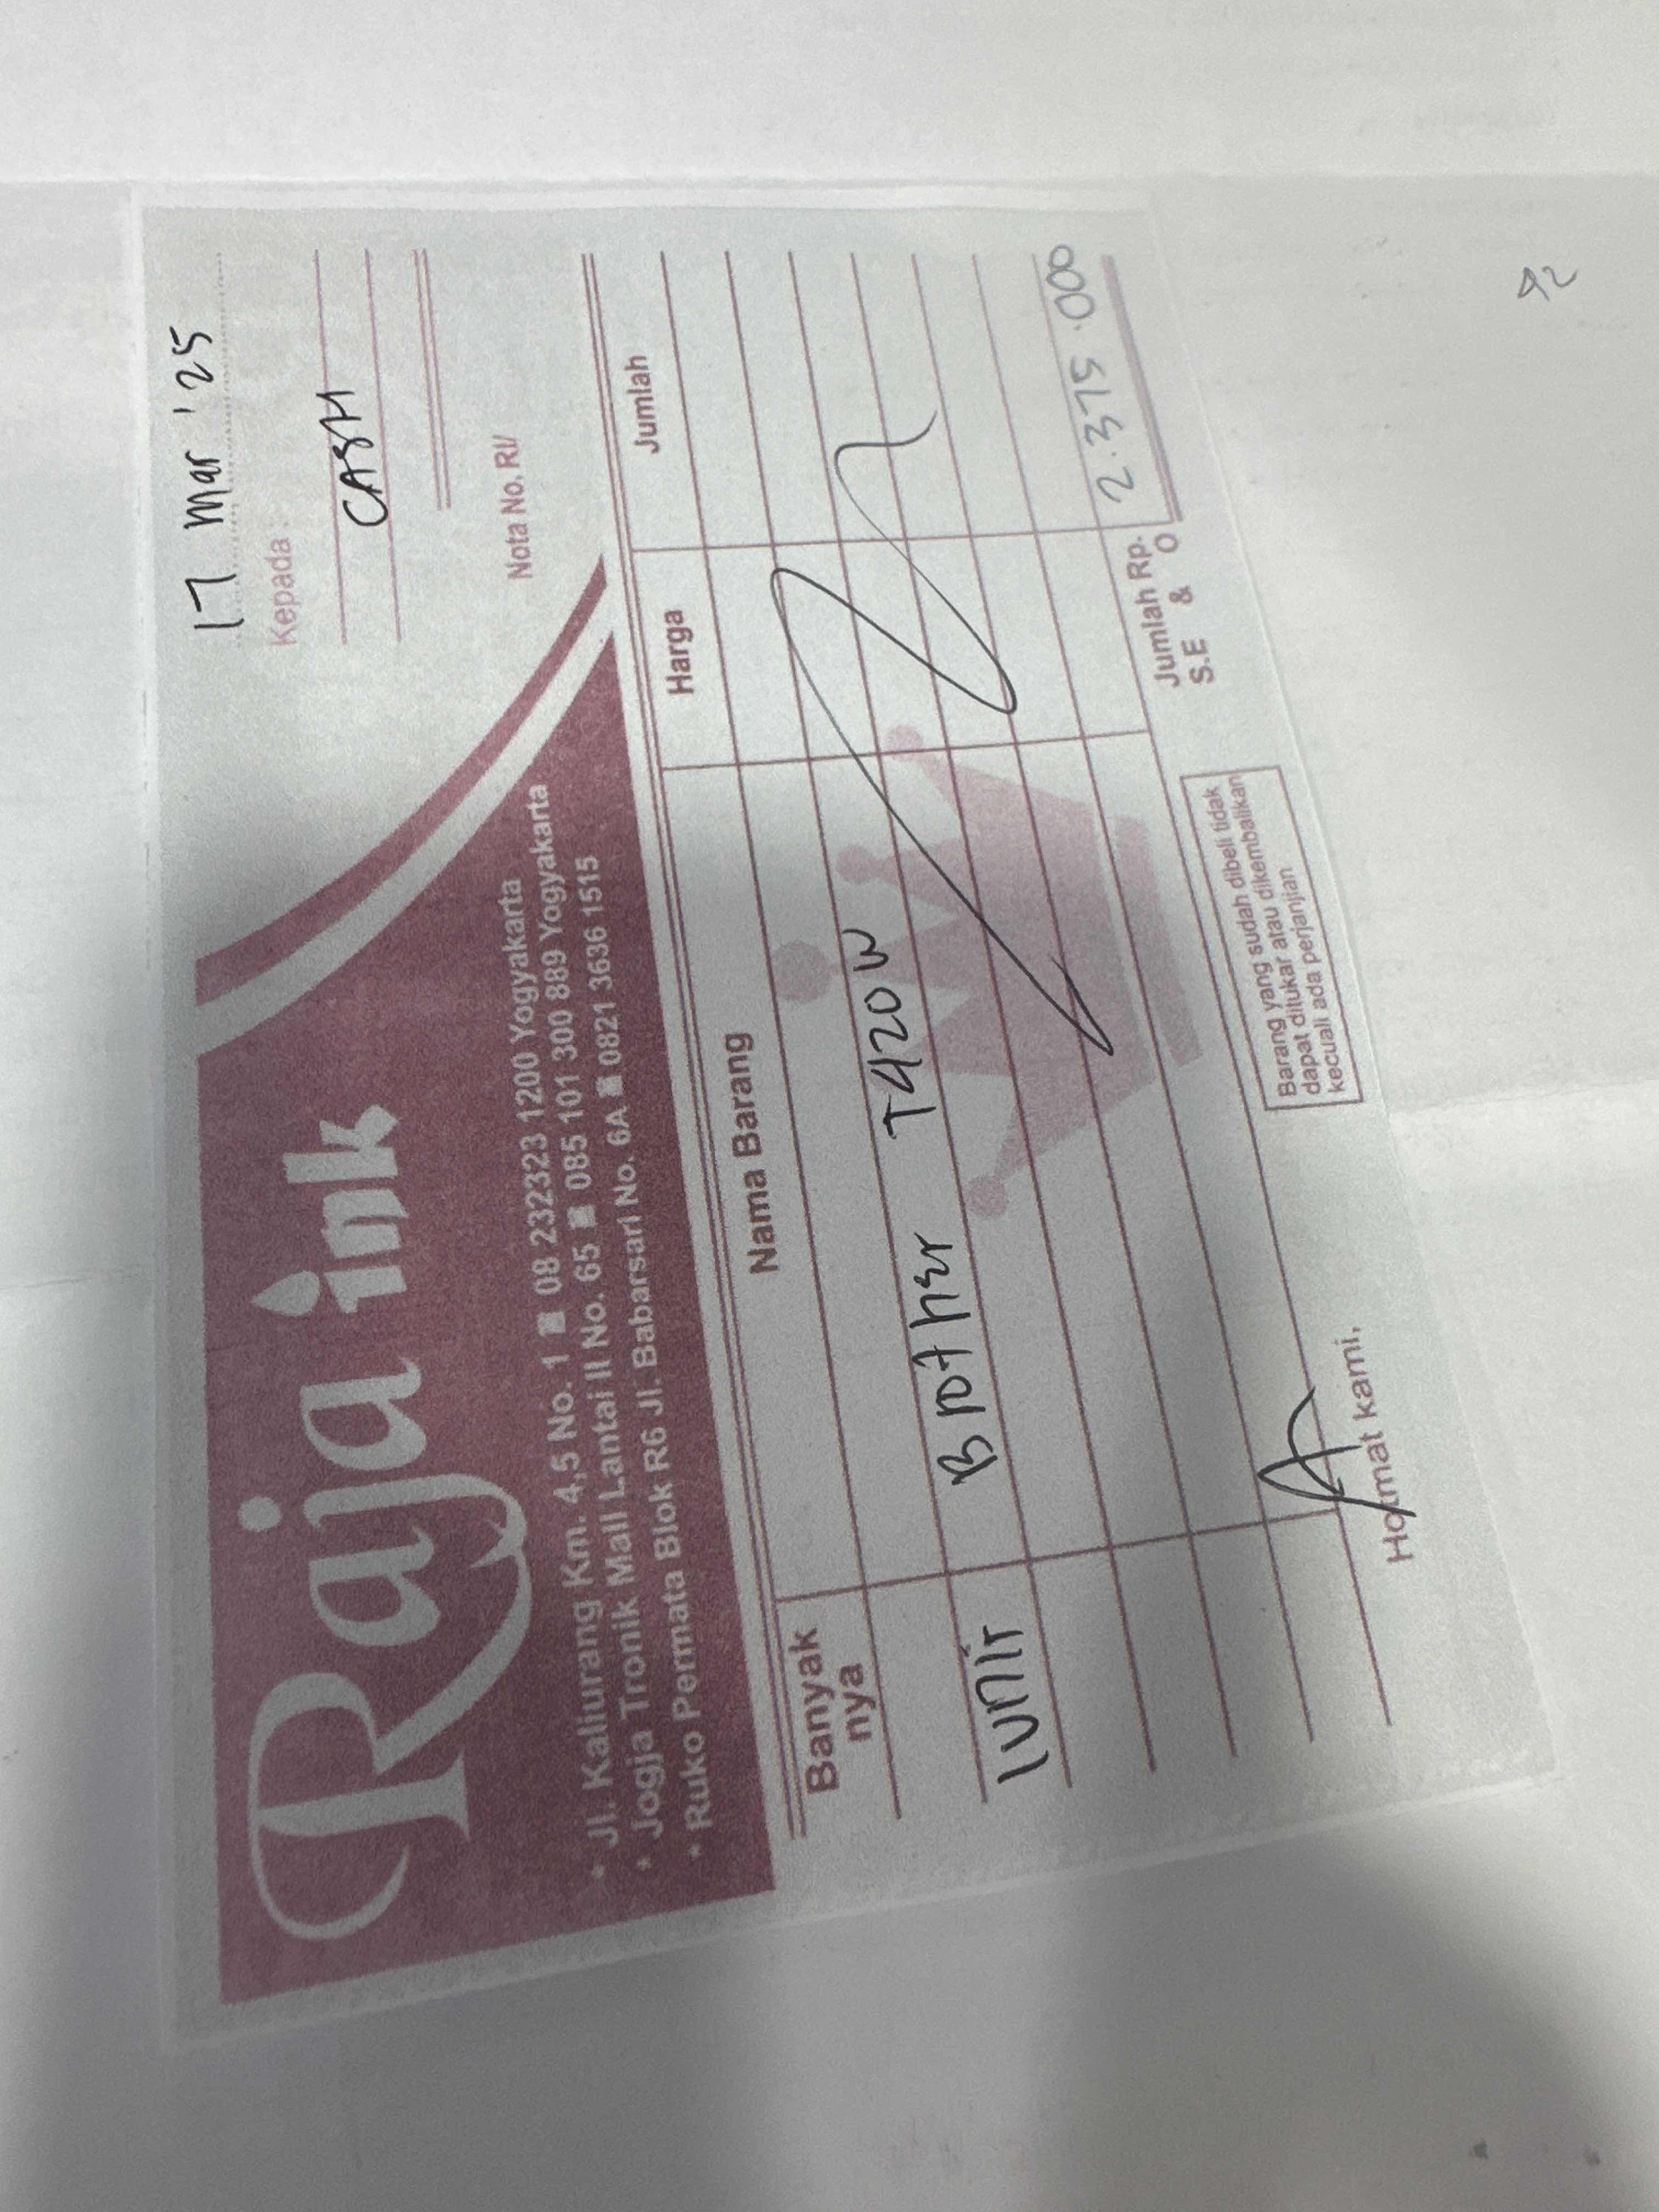 Raja ink
* Jl. Kaliurang Km. 4,5 No. 1 08 232323 1200 Yogyakarta
* Jogja Tronik Mall Lantai II No. 65 085 101 300 889 Yogyakarta
* Ruko Permata Blok R6 Jl. Babarsari No. 6A 0821 3636 1515
17 Mar '25
Kepada :
CASH
Nota No. RI/
Banyak nya Nama Barang Harga Jumlah
1 unit Brother T420W
Jumlah Rp. 2.375.000
S.E & O
Hormat kami,
Barang yang sudah dibeli tidak
dapat ditukar atau dikembalikan
kecuali ada perjanjian